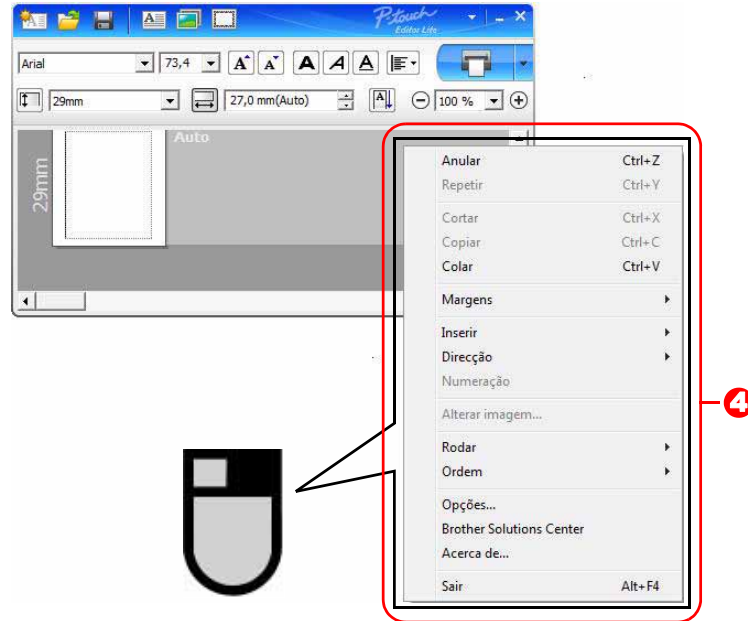 P-touch
Editor Lite
Arial 73,4 A A A A A
29mm 27,0 mm(Auto) A 100 %
Auto
29mm
Anular Ctrl+Z
Repetir Ctrl+Y
Cortar Ctrl+X
Copiar Ctrl+C
Colar Ctrl+V
Margens
Inserir
Direcção
Numeração
Alterar imagem...
Rodar
Ordem
Opções...
Brother Solutions Center
Acerca de...
Sair Alt+F4
4